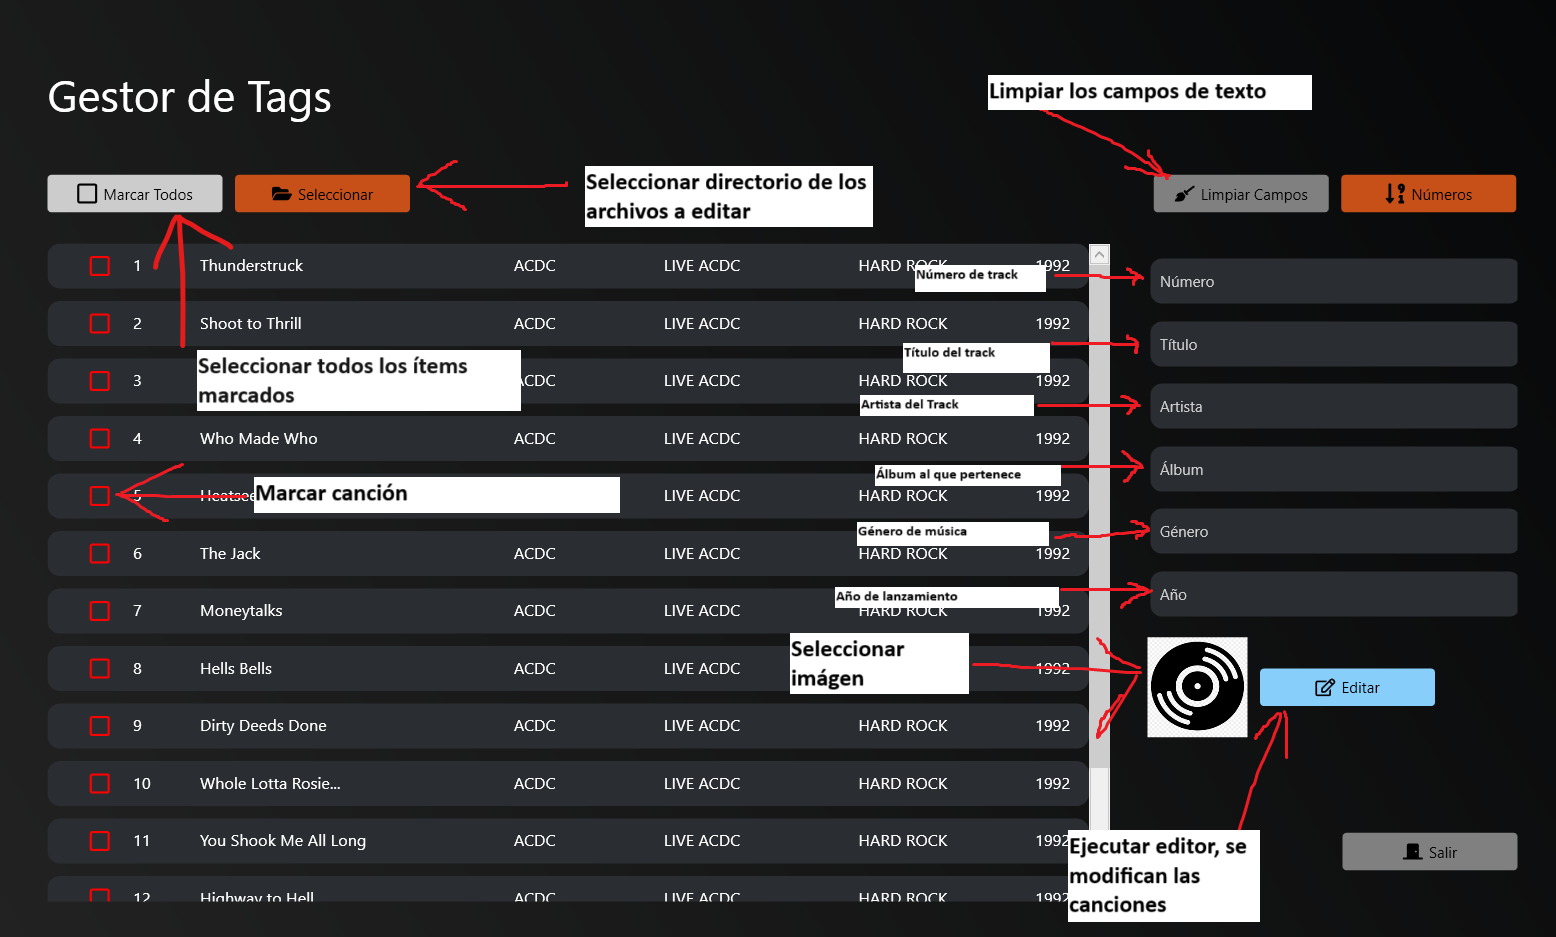 Gestor de Tags
Limpiar los campos de texto
Marcar Todos
Seleccionar
Seleccionar directorio de los
archivos a editar
Limpiar Campos
Números
1 Thunderstruck ACDC LIVE ACDC HARD ROCK 1992
Número de track
Número
2 Shoot to Thrill ACDC LIVE ACDC HARD ROCK 1992
Título del track
Título
Seleccionar todos los ítems
marcados
3 ACDC LIVE ACDC HARD ROCK 1992
Artista del Track
Artista
4 Who Made Who ACDC LIVE ACDC HARD ROCK 1992
Álbum al que pertenece
Álbum
Marcar canción
5 LIVE ACDC HARD ROCK 1992
Género de música
Género
6 The Jack ACDC LIVE ACDC HARD ROCK 1992
Año de lanzamiento
Año
7 Moneytalks ACDC LIVE ACDC HARD ROCK 1992
Seleccionar
imágen
8 Hells Bells ACDC LIVE ACDC 1992
Editar
9 Dirty Deeds Done ACDC LIVE ACDC HARD ROCK 1992
10 Whole Lotta Rosie... ACDC LIVE ACDC HARD ROCK 1992
11 You Shook Me All Long ACDC LIVE ACDC HARD ROCK 1992
Ejecutar editor, se
modifican las
canciones
Salir
12 Highway to Hell ACDC LIVE ACDC HARD ROCK 1992